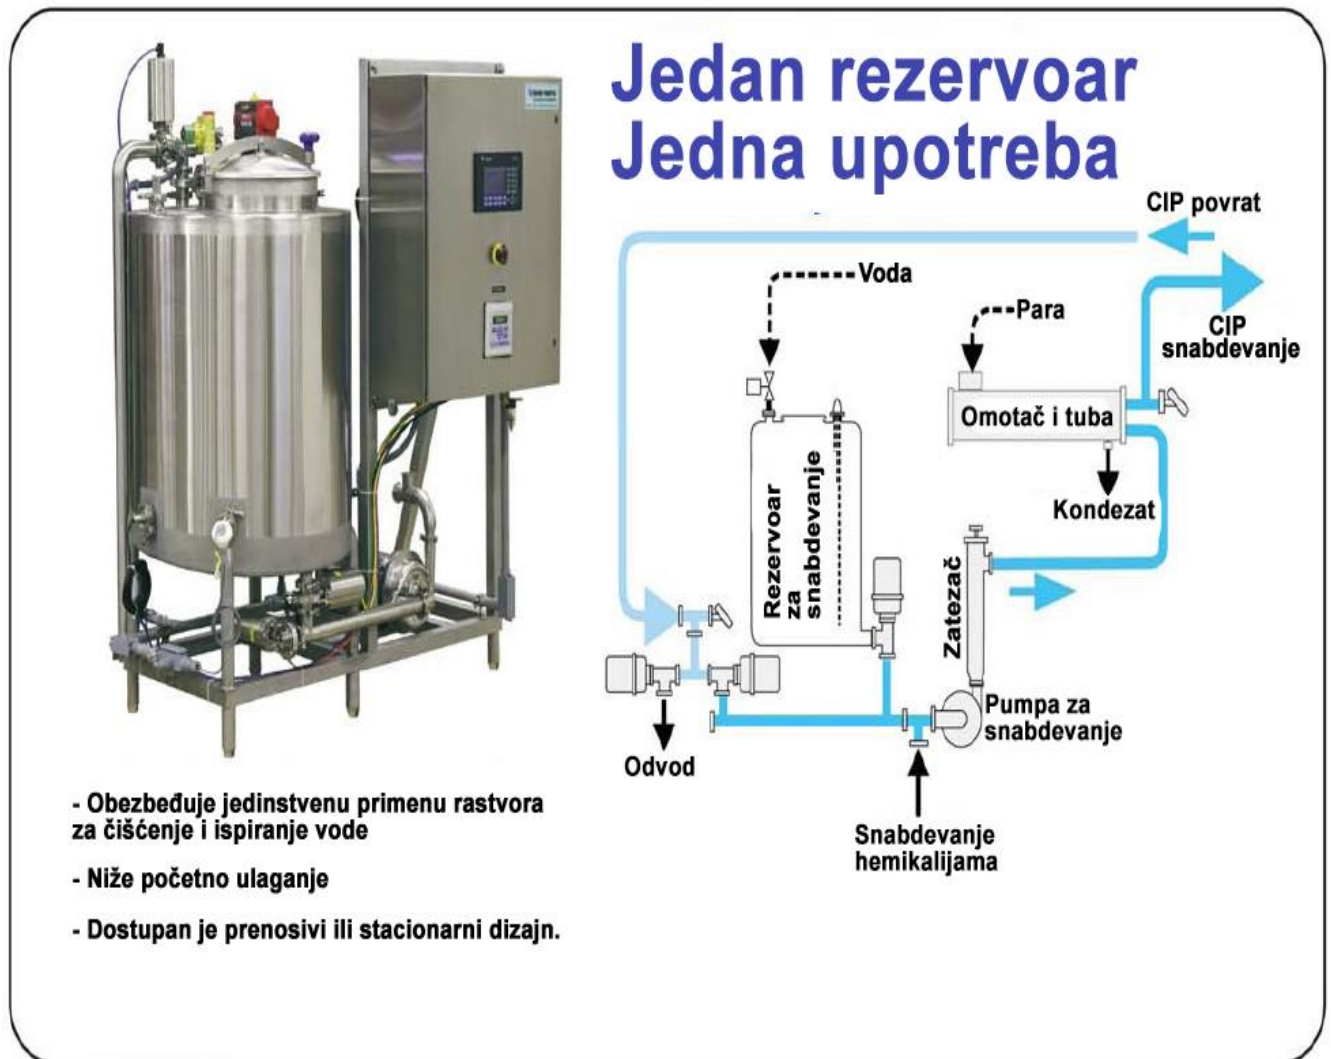 Jedan rezervoar
Jedna upotreba
CIP povrat
Voda
Para
CIP
snabdevanje
Omotač i tuba
Rezervoar
za
snabdevanje
Kondezat
Zatezač
Pumpa za
snabdevanje
Odvod
Snabdevanje
hemikalijama
- Obezbeđuje jedinstvenu primenu rastvora
za čišćenje i ispiranje vode
- Niže početno ulaganje
- Dostupan je prenosivi ili stacionarni dizajn.